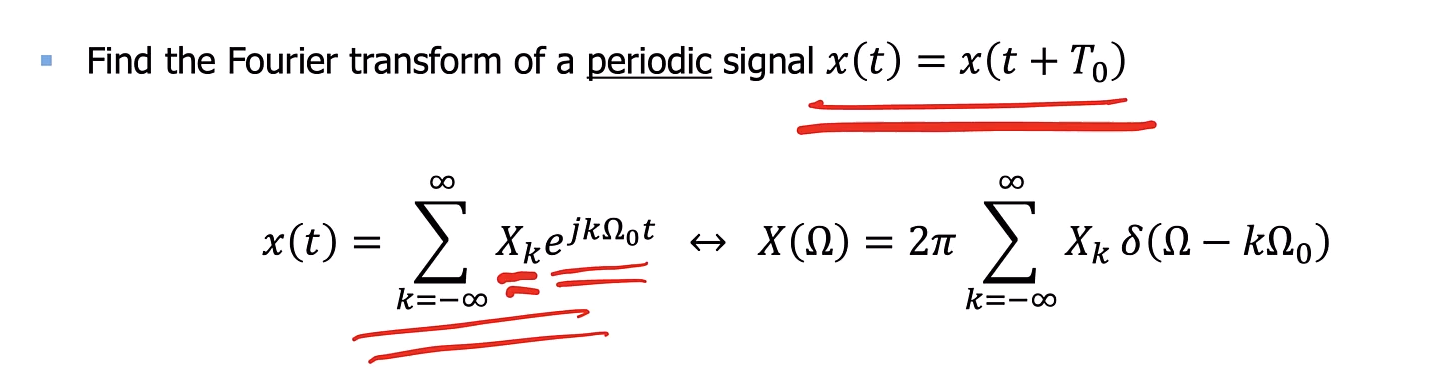 Find the Fourier transform of a periodic signal x(t) = x(t + T₀)
x(t) = ∑_{k=−∞}^{∞} X_k e^{jkΩ₀t} ↔ X(Ω) = 2π ∑_{k=−∞}^{∞} X_k δ(Ω − kΩ₀)